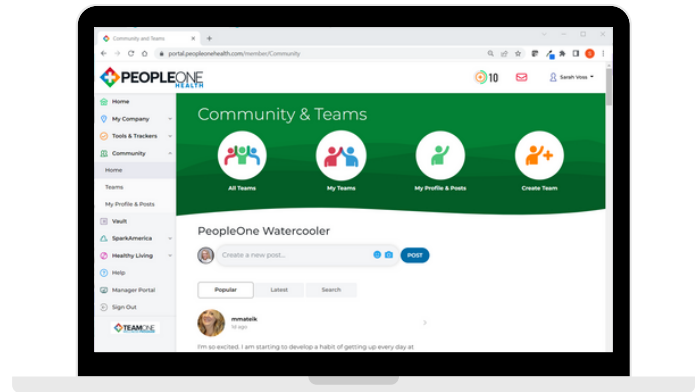 Community and Teams
portal.peopleonehealth.com/member/Community
PEOPLEONE
HEALTH
10
Sarah Voss
Home
My Company
Tools & Trackers
Community
Home
Teams
My Profile & Posts
Vault
SparkAmerica
Healthy Living
Help
Manager Portal
Sign Out
TEAMONE
Community & Teams
All Teams
My Teams
My Profile & Posts
Create Team
PeopleOne Watercooler
Create a new post...
POST
Popular
Latest
Search
mmateik
1d ago
I'm so excited. I am starting to develop a habit of getting up every day at